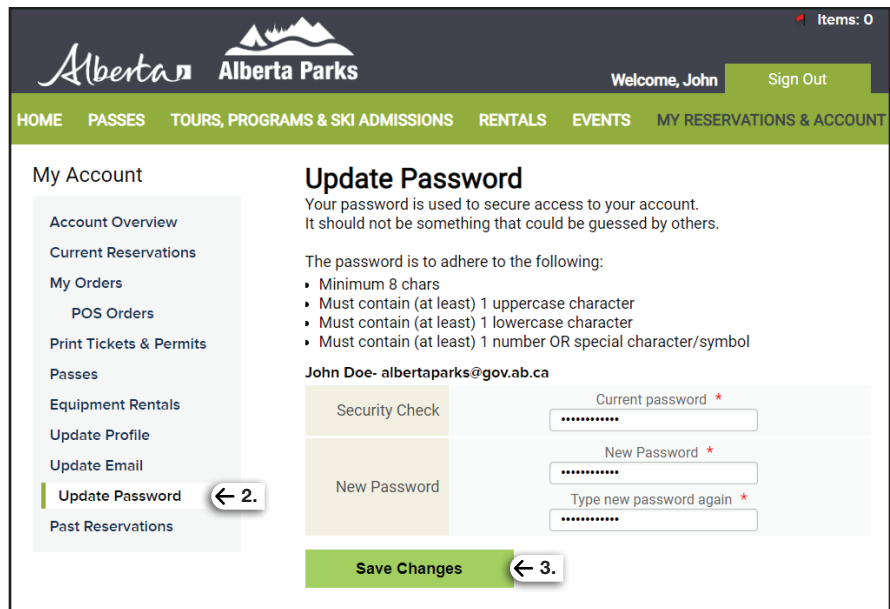 Items: 0
Alberta
Alberta Parks
Welcome, John
Sign Out
HOME PASSES TOURS, PROGRAMS & SKI ADMISSIONS RENTALS EVENTS MY RESERVATIONS & ACCOUNT
My Account
Account Overview
Current Reservations
My Orders
POS Orders
Print Tickets & Permits
Passes
Equipment Rentals
Update Profile
Update Email
Update Password ← 2.
Past Reservations
Update Password
Your password is used to secure access to your account.
It should not be something that could be guessed by others.
The password is to adhere to the following:
• Minimum 8 chars
• Must contain (at least) 1 uppercase character
• Must contain (at least) 1 lowercase character
• Must contain (at least) 1 number OR special character/symbol
John Doe- albertaparks@gov.ab.ca
Security Check
Current password *
••••••••••••
New Password
New Password *
••••••••••••
Type new password again *
••••••••••••
Save Changes ← 3.